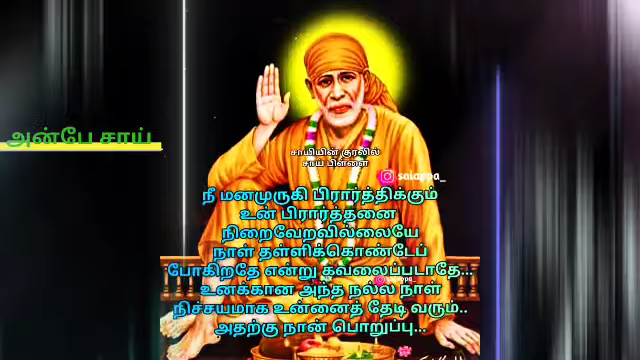 அன்பே சாய்
சாயியின் குரலில்
சாய் பிள்ளை
saiappa_
நீ மனமுருகி பிரார்த்திக்கும்
உன் பிரார்த்தனை
நிறைவேறவில்லையே
நாள் தள்ளிக்கொண்டேப்
போகிறதே என்று கவலைப்படாதே...
உனக்கான அந்த நல்ல நாள்
நிச்சயமாக உன்னைத் தேடி வரும்..
அதற்கு நான் பொறுப்பு...